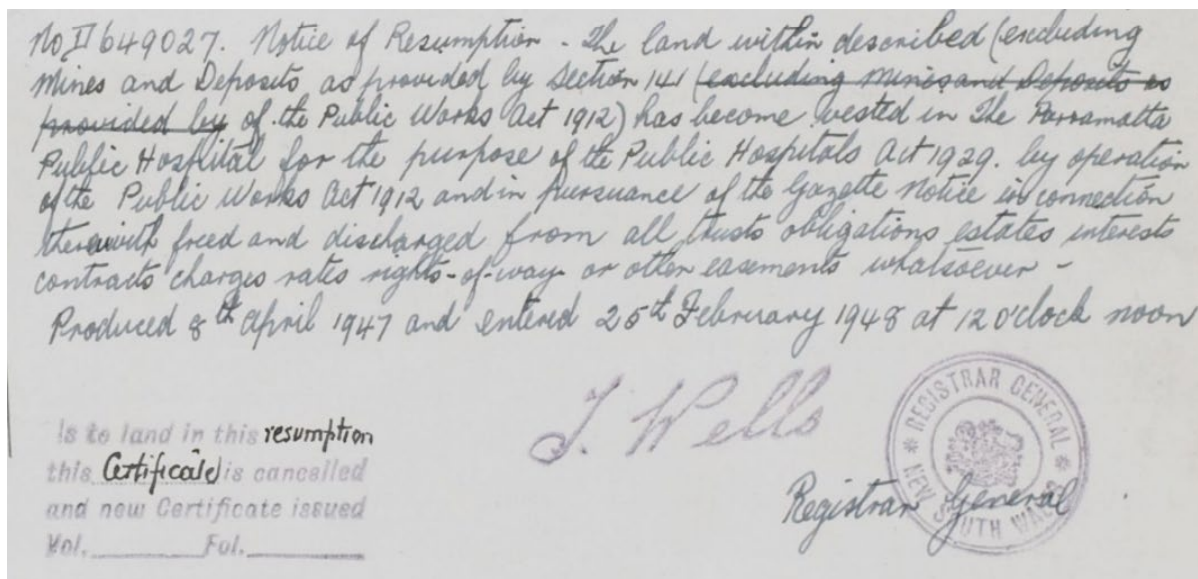 No D649027. Notice of Resumption - The land within described (excluding
Mines and Deposits, as provided by Section 141 (excluding Mines and Deposits as
provided by of the Public Works Act 1912) has become vested in The Parramatta
Public Hospital for the purpose of the Public Hospitals Act 1929. by operation
of the Public Works Act 1912 and in pursuance of the Gazette Notice in connection
therewith freed and discharged from all trusts obligations estates interests
contracts charges rates rights-of-way or other easements whatsoever -
Produced 8th April 1947 and entered 25th February 1948 at 12 o'clock noon
J. Wells
REGISTRAR GENERAL
NEW SOUTH WALES
Registrar General
Is to land in this resumption
this Certificate is cancelled
and new Certificate issued
Vol. Fol.